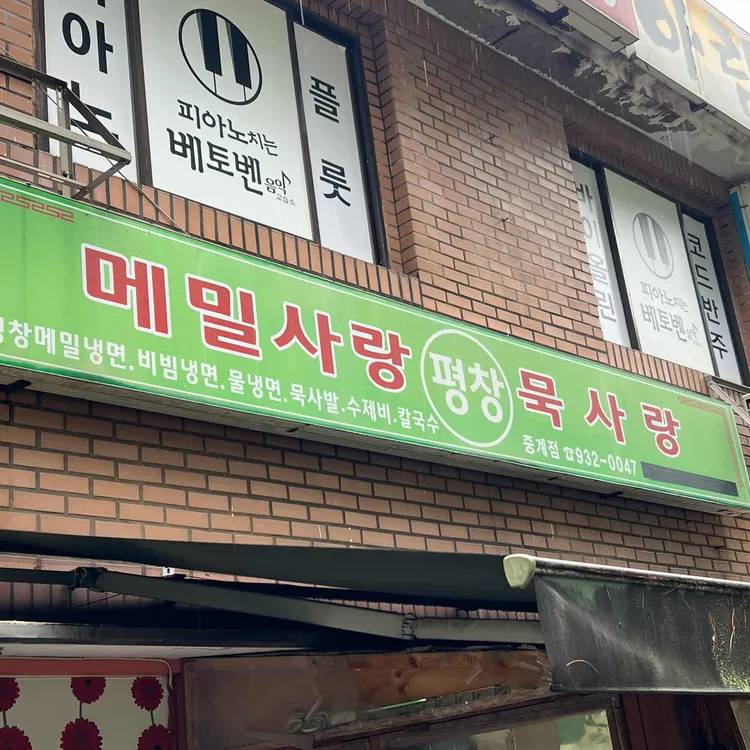 피아노
피아노치는
베토벤 음악
교습소
플룻
바이올린
피아노치는
베토벤
코드반주
메밀사랑 평창 묵사랑
평창메밀냉면.비빔냉면.물냉면.묵사발.수제비.칼국수
중계점 ☎932-0047